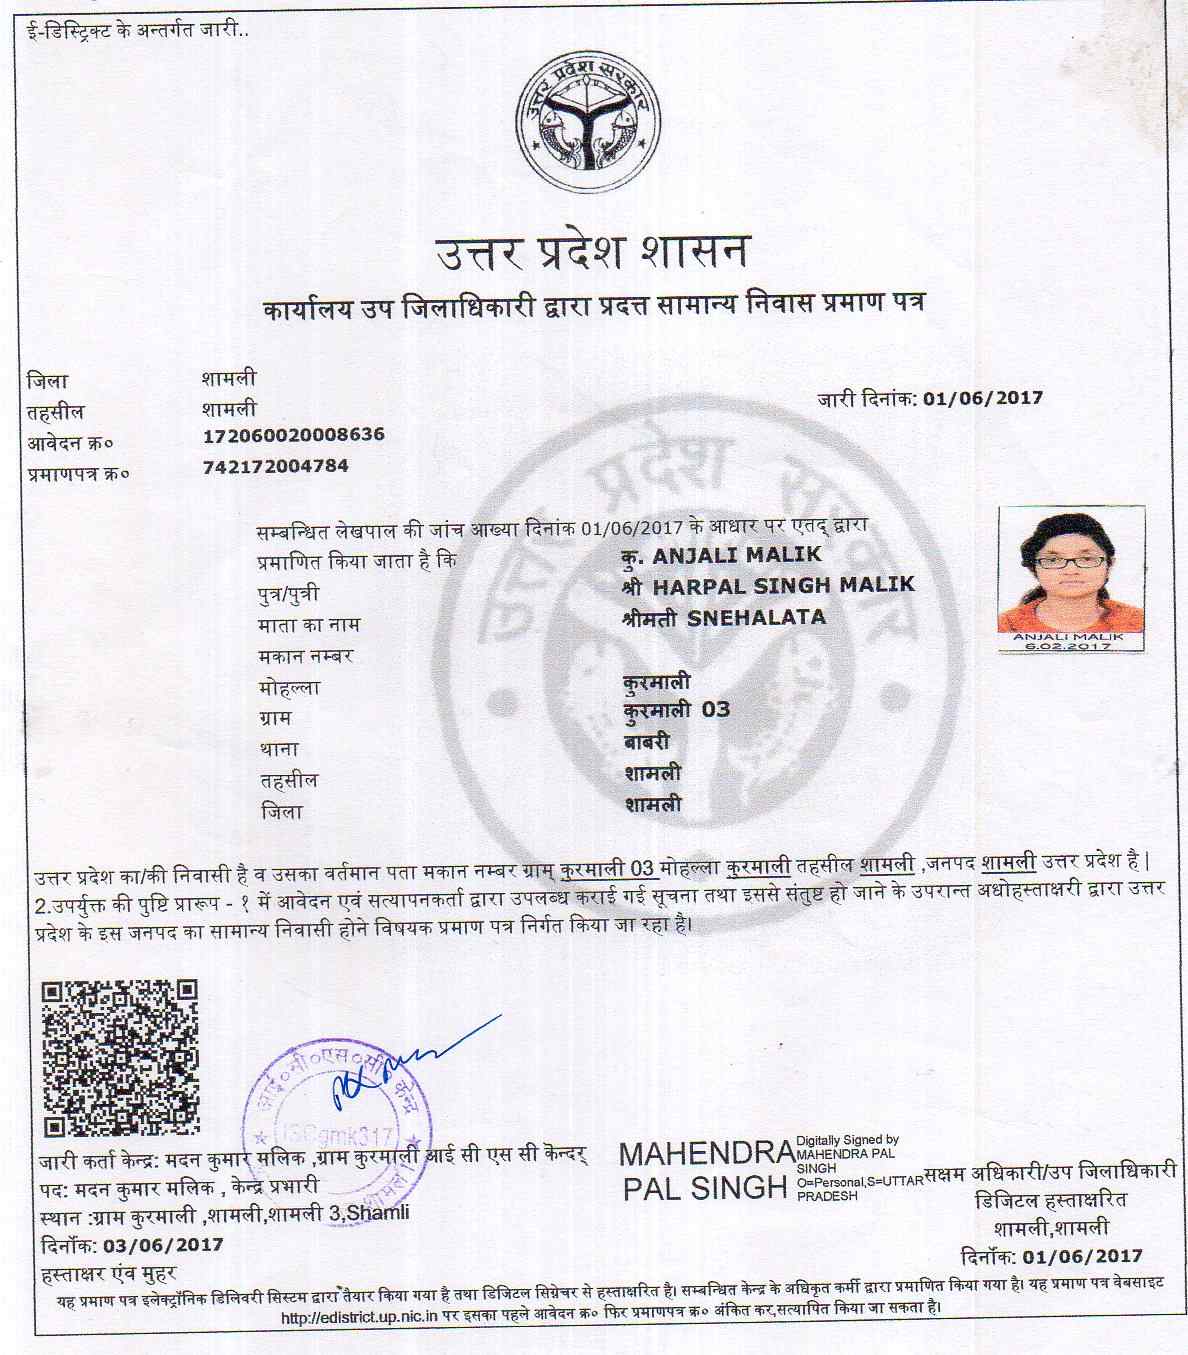 ई-डिस्ट्रिक्ट के अन्तर्गत जारी..
उत्तर प्रदेश सरकार
उत्तर प्रदेश शासन
कार्यालय उप जिलाधिकारी द्वारा प्रदत्त सामान्य निवास प्रमाण पत्र
जिला शामली
तहसील शामली
जारी दिनांक: 01/06/2017
आवेदन क्र० 172060020008636
प्रमाणपत्र क्र० 742172004784
उत्तर प्रदेश सरकार
सम्बन्धित लेखपाल की जांच आख्या दिनांक 01/06/2017 के आधार पर एतद् द्वारा
प्रमाणित किया जाता है कि कु. ANJALI MALIK
पुत्र/पुत्री श्री HARPAL SINGH MALIK
माता का नाम श्रीमती SNEHALATA
मकान नम्बर
मोहल्ला कुरमाली
ग्राम कुरमाली 03
थाना बाबरी
तहसील शामली
जिला शामली
ANJALI MALIK
6.02.2017
उत्तर प्रदेश का/की निवासी है व उसका वर्तमान पता मकान नम्बर ग्राम कुरमाली 03 मोहल्ला कुरमाली तहसील शामली ,जनपद शामली उत्तर प्रदेश है |
2.उपर्युक्त की पुष्टि प्रारूप - १ में आवेदन एवं सत्यापनकर्ता द्वारा उपलब्ध कराई गई सूचना तथा इससे संतुष्ट हो जाने के उपरान्त अधोहस्ताक्षरी द्वारा उत्तर
प्रदेश के इस जनपद का सामान्य निवासी होने विषयक प्रमाण पत्र निर्गत किया जा रहा है।
आई०सी०एस०सी० केन्द्र
ISCgmk317
शामली
जारी कर्ता केन्द्र: मदन कुमार मलिक ,ग्राम कुरमाली आई सी एस सी केन्दर्
पद: मदन कुमार मलिक , केन्द्र प्रभारी
स्थान :ग्राम कुरमाली ,शामली,शामली 3,Shamli
दिनॉंक: 03/06/2017
हस्ताक्षर एंव मुहर
MAHENDRA
PAL SINGH
Digitally Signed by
MAHENDRA PAL
SINGH
O=Personal,S=UTTAR
PRADESH
सक्षम अधिकारी/उप जिलाधिकारी
डिजिटल हस्ताक्षरित
शामली,शामली
दिनॉंक: 01/06/2017
यह प्रमाण पत्र इलेक्ट्रॉनिक डिलिवरी सिस्टम द्वारा तैयार किया गया है तथा डिजिटल सिग्नेचर से हस्ताक्षरित है। सम्बन्धित केन्द्र के अधिकृत कर्मी द्वारा प्रमाणित किया गया है। यह प्रमाण पत्र वेबसाइट
http://edistrict.up.nic.in पर इसका पहले आवेदन क्र० फिर प्रमाणपत्र क्र० अंकित कर,सत्यापित किया जा सकता है।